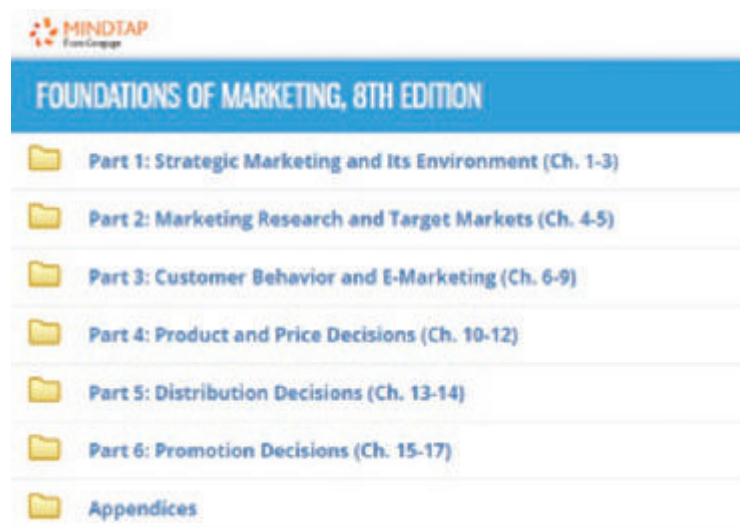 MINDTAP
From Cengage
FOUNDATIONS OF MARKETING, 8TH EDITION
Part 1: Strategic Marketing and Its Environment (Ch. 1-3)
Part 2: Marketing Research and Target Markets (Ch. 4-5)
Part 3: Customer Behavior and E-Marketing (Ch. 6-9)
Part 4: Product and Price Decisions (Ch. 10-12)
Part 5: Distribution Decisions (Ch. 13-14)
Part 6: Promotion Decisions (Ch. 15-17)
Appendices